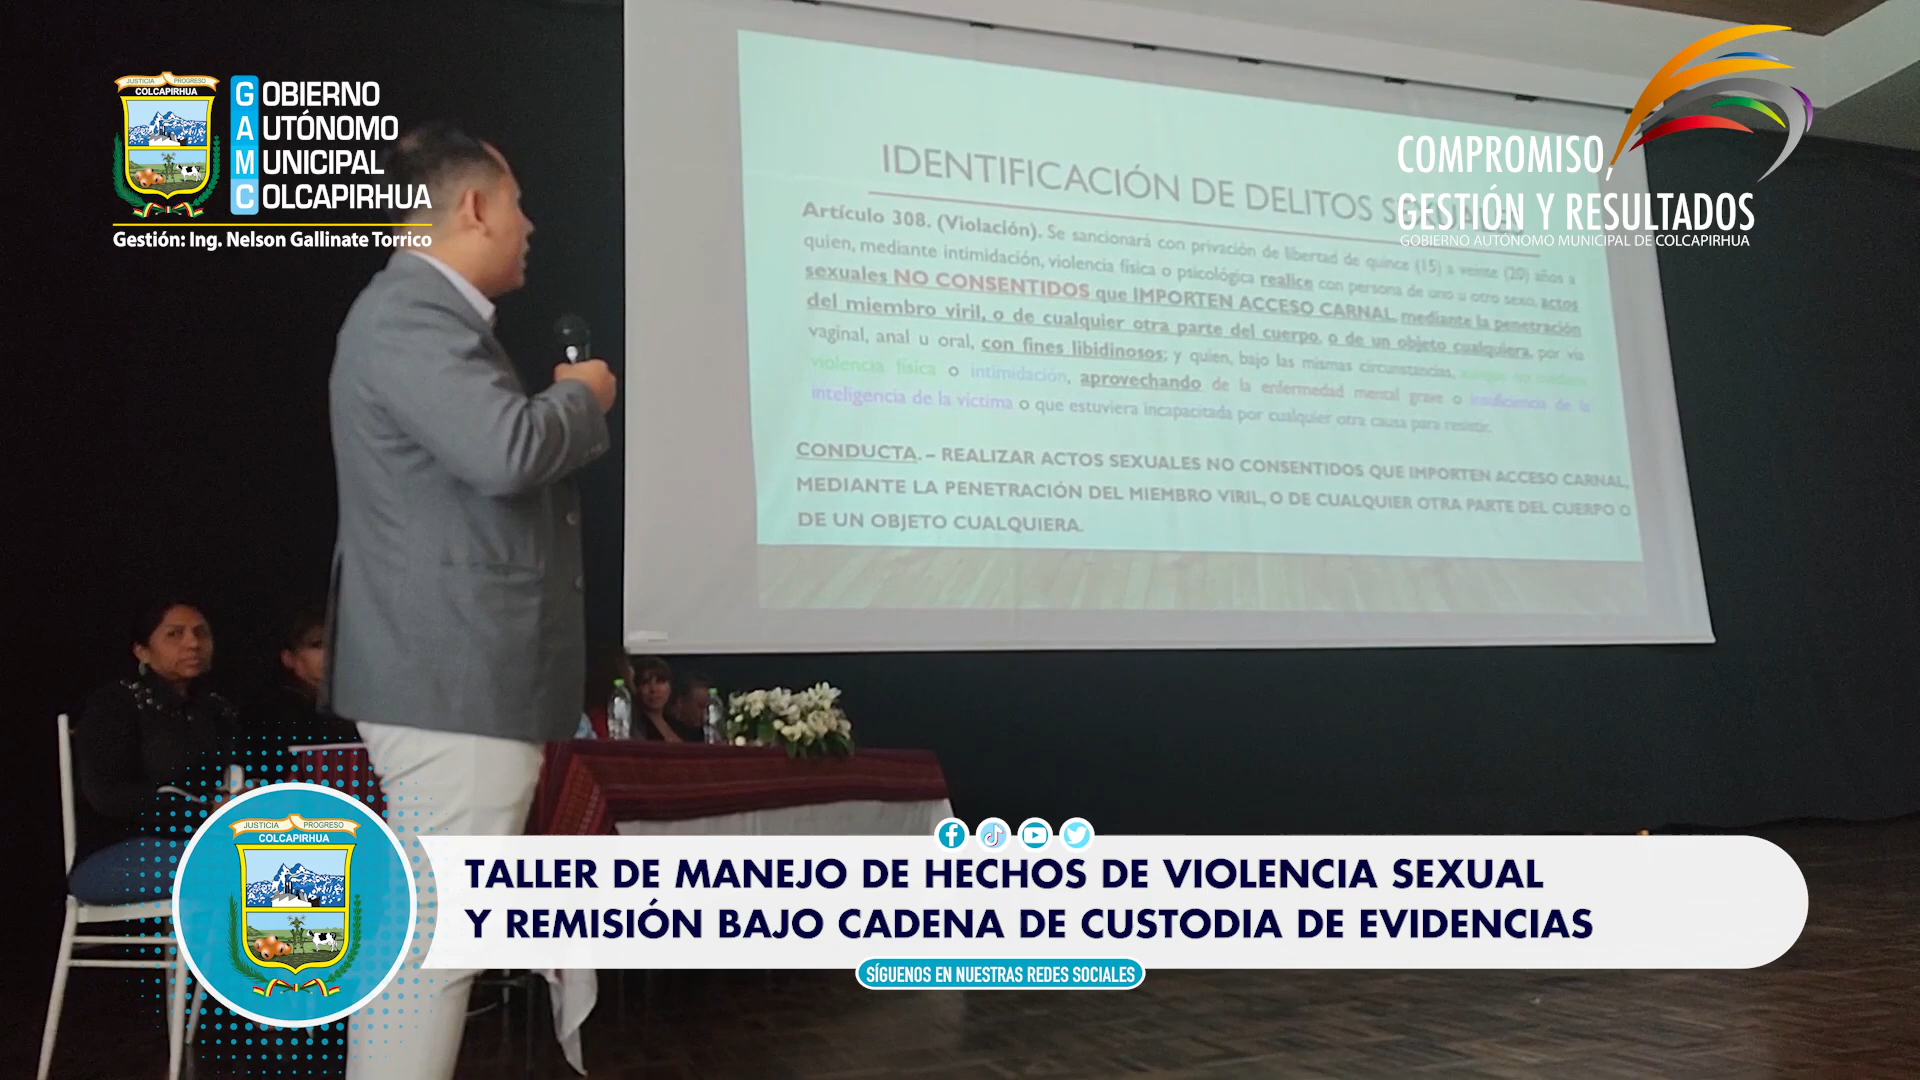 JUSTICIA PROGRESO
COLCAPIRHUA
GOBIERNO
AUTÓNOMO
MUNICIPAL
COLCAPIRHUA
Gestión: Ing. Nelson Gallinate Torrico
COMPROMISO,
GESTIÓN Y RESULTADOS
GOBIERNO AUTÓNOMO MUNICIPAL DE COLCAPIRHUA
IDENTIFICACIÓN DE DELITOS
Artículo 308. (Violación). Se sancionará con privación de libertad de quince (15) a veinte (20) años a
quien, mediante intimidación, violencia física o psicológica realice con persona de uno u otro sexo, actos
sexuales NO CONSENTIDOS que IMPORTEN ACCESO CARNAL, mediante la penetración
del miembro viril, o de cualquier otra parte del cuerpo, o de un objeto cualquiera, por vía
vaginal, anal u oral, con fines libidinosos; y quien, bajo las mismas circunstancias,
violencia física o intimidación, aprovechando de la enfermedad mental grave o insuficiencia de la
inteligencia de la víctima o que estuviera incapacitada por cualquier otra causa para resistir.
CONDUCTA. – REALIZAR ACTOS SEXUALES NO CONSENTIDOS QUE IMPORTEN ACCESO CARNAL,
MEDIANTE LA PENETRACIÓN DEL MIEMBRO VIRIL, O DE CUALQUIER OTRA PARTE DEL CUERPO O
DE UN OBJETO CUALQUIERA.
JUSTICIA PROGRESO
COLCAPIRHUA
TALLER DE MANEJO DE HECHOS DE VIOLENCIA SEXUAL
Y REMISIÓN BAJO CADENA DE CUSTODIA DE EVIDENCIAS
SÍGUENOS EN NUESTRAS REDES SOCIALES